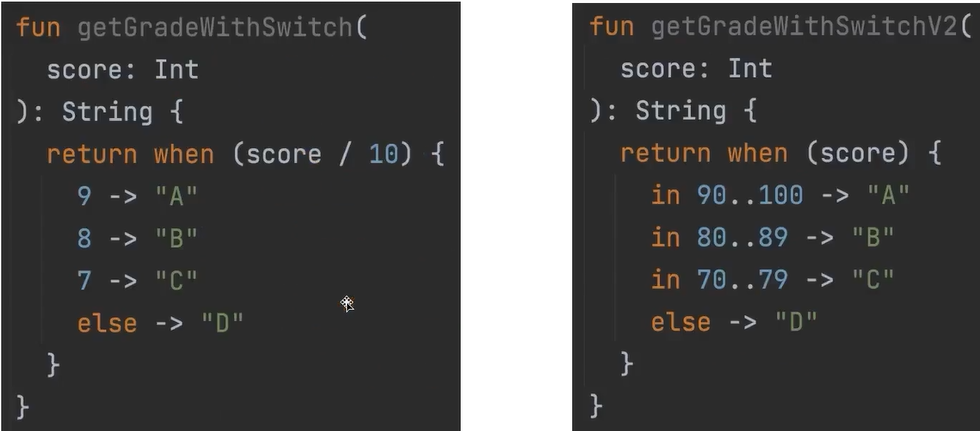 fun getGradeWithSwitch(
score: Int
): String {
return when (score / 10) {
9 -> "A"
8 -> "B"
7 -> "C"
else -> "D"
}
}
fun getGradeWithSwitchV2(
score: Int
): String {
return when (score) {
in 90..100 -> "A"
in 80..89 -> "B"
in 70..79 -> "C"
else -> "D"
}
}